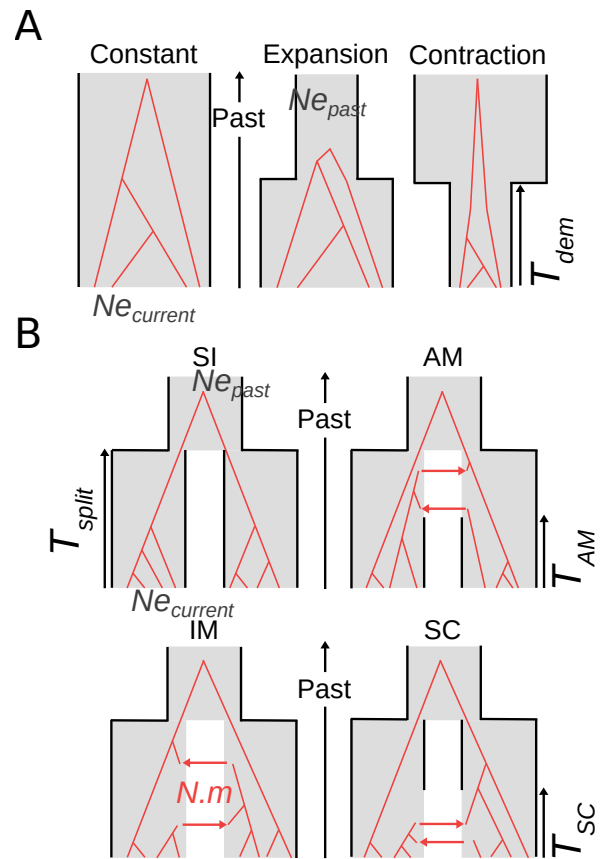 A
Constant
Expansion
Contraction
Past
Ne_past
T_dem
Ne_current
B
SI
AM
Ne_past
Past
T_split
T_AM
Ne_current
IM
SC
Past
N.m
T_SC